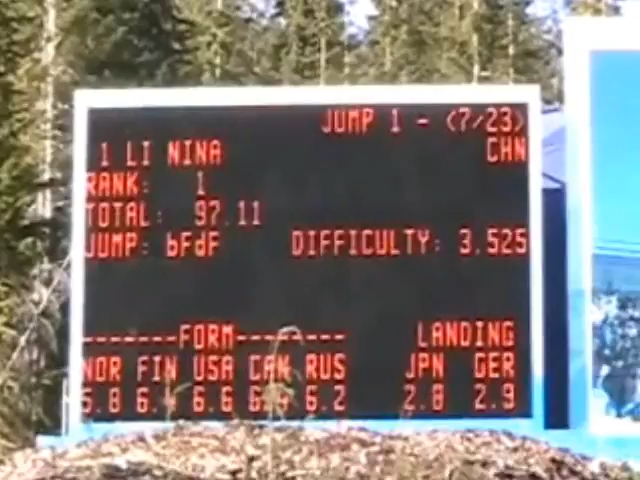 JUMP 1 - <7/23>
1 LI NINA CHN
RANK: 1
TOTAL: 97.11
JUMP: bFdF DIFFICULTY: 3.525
-------FORM-------- LANDING
NOR FIN USA CAN RUS JPN GER
5.8 6.6 6.2 2.8 2.9